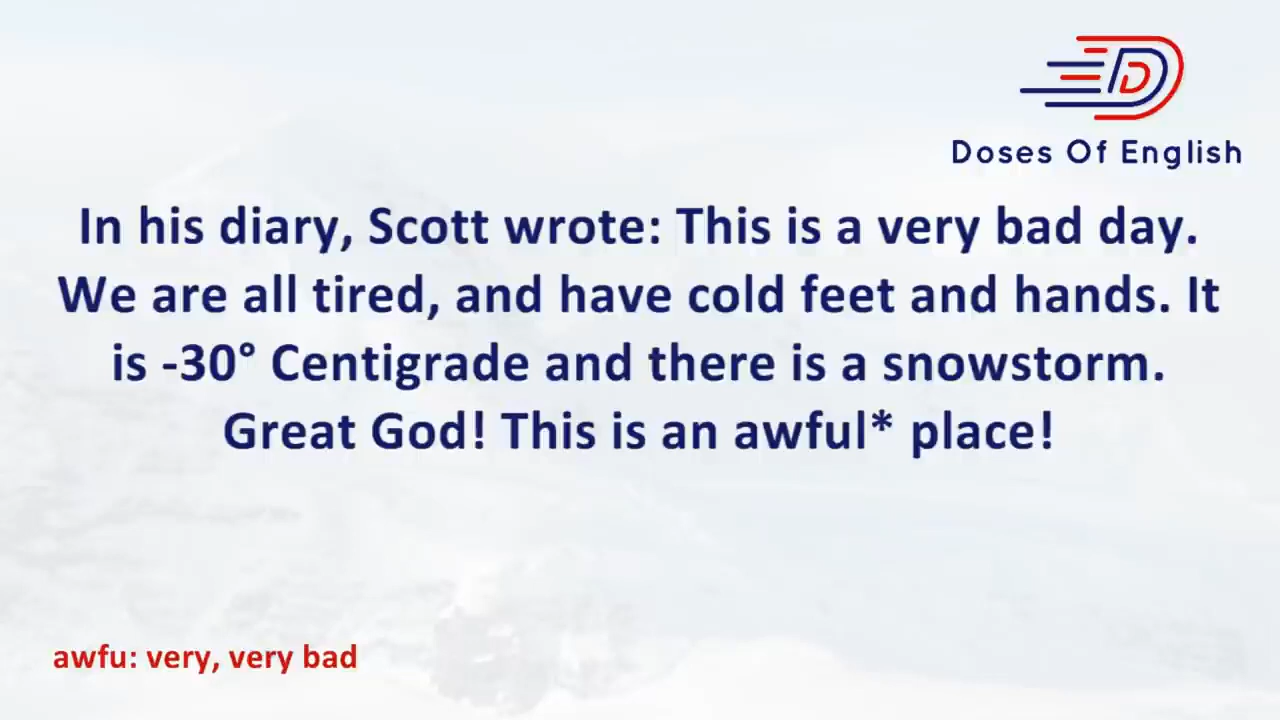 Doses Of English
In his diary, Scott wrote: This is a very bad day.
We are all tired, and have cold feet and hands. It
is -30° Centigrade and there is a snowstorm.
Great God! This is an awful* place!
awfu: very, very bad